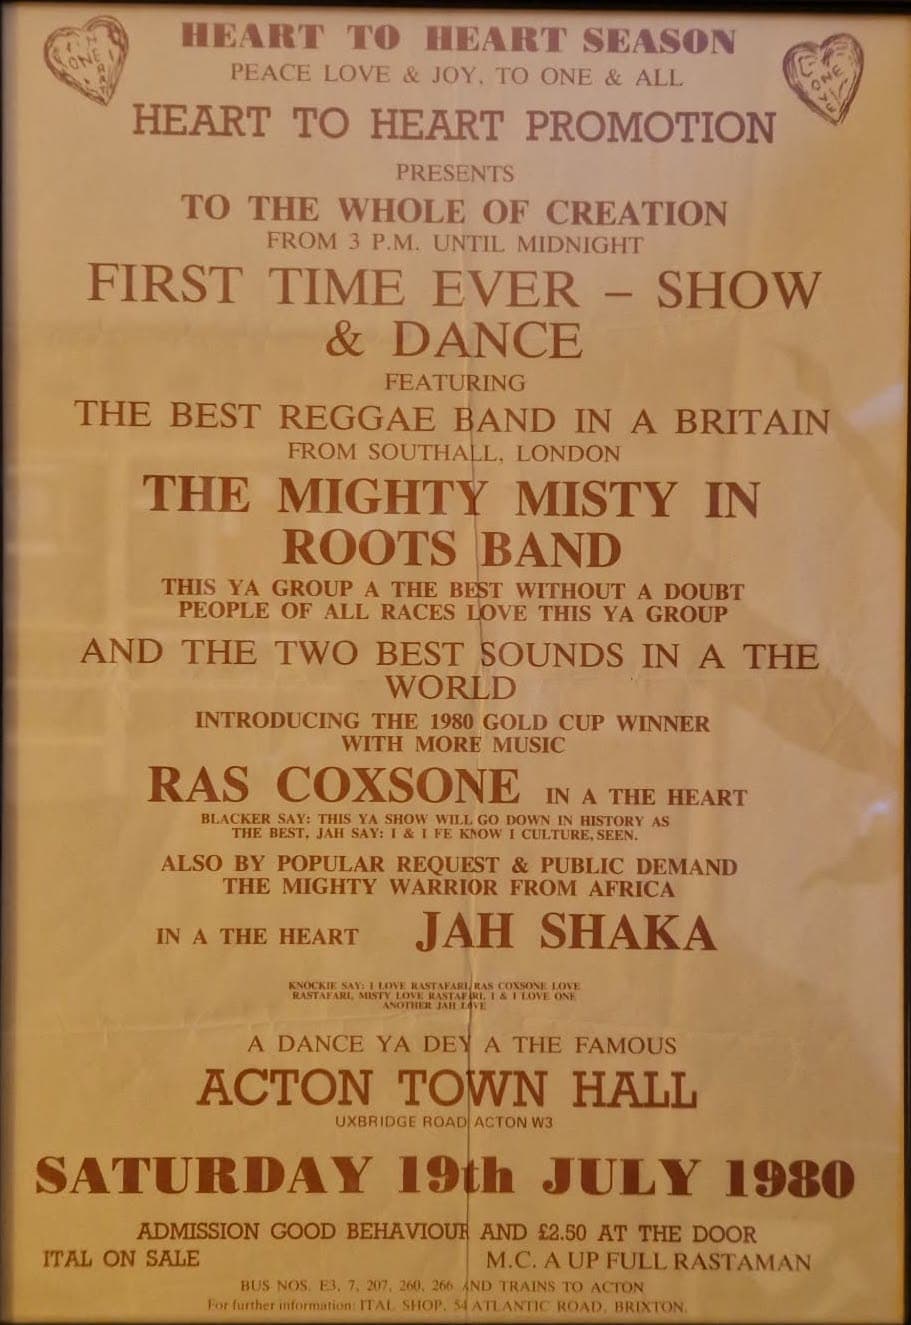 HEART TO HEART SEASON
PEACE LOVE & JOY, TO ONE & ALL
HEART TO HEART PROMOTION
PRESENTS
TO THE WHOLE OF CREATION
FROM 3 P.M. UNTIL MIDNIGHT
FIRST TIME EVER – SHOW
& DANCE
FEATURING
THE BEST REGGAE BAND IN A BRITAIN
FROM SOUTHALL, LONDON
THE MIGHTY MISTY IN
ROOTS BAND
THIS YA GROUP A THE BEST WITHOUT A DOUBT
PEOPLE OF ALL RACES LOVE THIS YA GROUP
AND THE TWO BEST SOUNDS IN A THE
WORLD
INTRODUCING THE 1980 GOLD CUP WINNER
WITH MORE MUSIC
RAS COXSONE IN A THE HEART
BLACKER SAY: THIS YA SHOW WILL GO DOWN IN HISTORY AS
THE BEST, JAH SAY: I & I FE KNOW I CULTURE, SEEN.
ALSO BY POPULAR REQUEST & PUBLIC DEMAND
THE MIGHTY WARRIOR FROM AFRICA
IN A THE HEART JAH SHAKA
KNOCKIE SAY: I LOVE RASTAFARI, RAS COXSONE LOVE
RASTAFARI, MISTY LOVE RASTAFARI, I & I LOVE ONE
ANOTHER JAH LOVE
A DANCE YA DEY A THE FAMOUS
ACTON TOWN HALL
UXBRIDGE ROAD ACTON W3
SATURDAY 19th JULY 1980
ADMISSION GOOD BEHAVIOUR AND £2.50 AT THE DOOR
ITAL ON SALE M.C. A UP FULL RASTAMAN
BUS NOS. E3, 7, 207, 260, 266 AND TRAINS TO ACTON
For further information: ITAL SHOP, 54 ATLANTIC ROAD, BRIXTON.
ONE
ONE